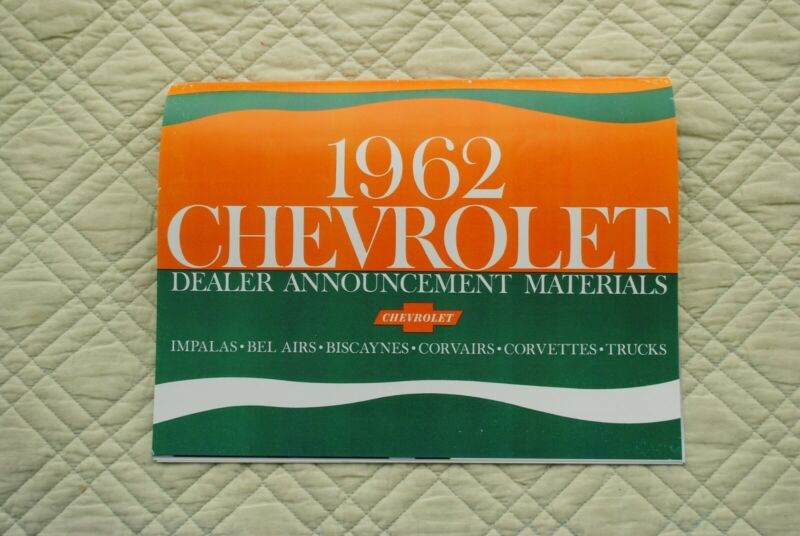 1962
CHEVROLET
DEALER ANNOUNCEMENT MATERIALS
CHEVROLET
IMPALAS•BEL AIRS•BISCAYNES•CORVAIRS•CORVETTES•TRUCKS